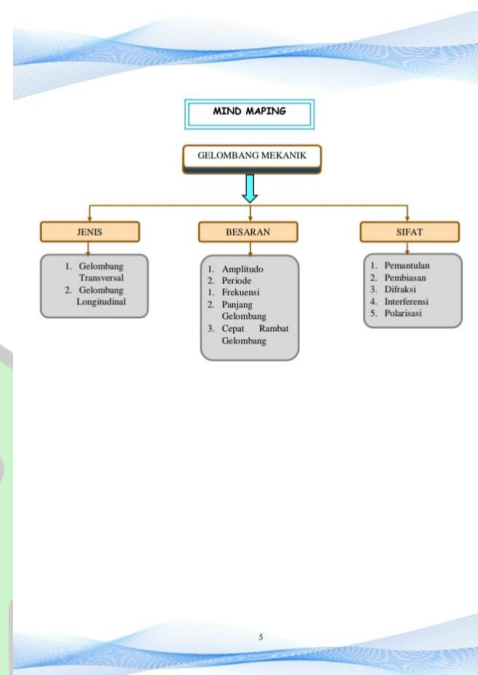 MIND MAPING
GELOMBANG MEKANIK
JENIS
1. Gelombang
Transversal
2. Gelombang
Longitudinal
BESARAN
1. Amplitudo
2. Periode
1. Frekuensi
2. Panjang
Gelombang
3. Cepat Rambat
Gelombang
SIFAT
1. Pemantulan
2. Pembiasan
3. Difraksi
4. Interferensi
5. Polarisasi
5